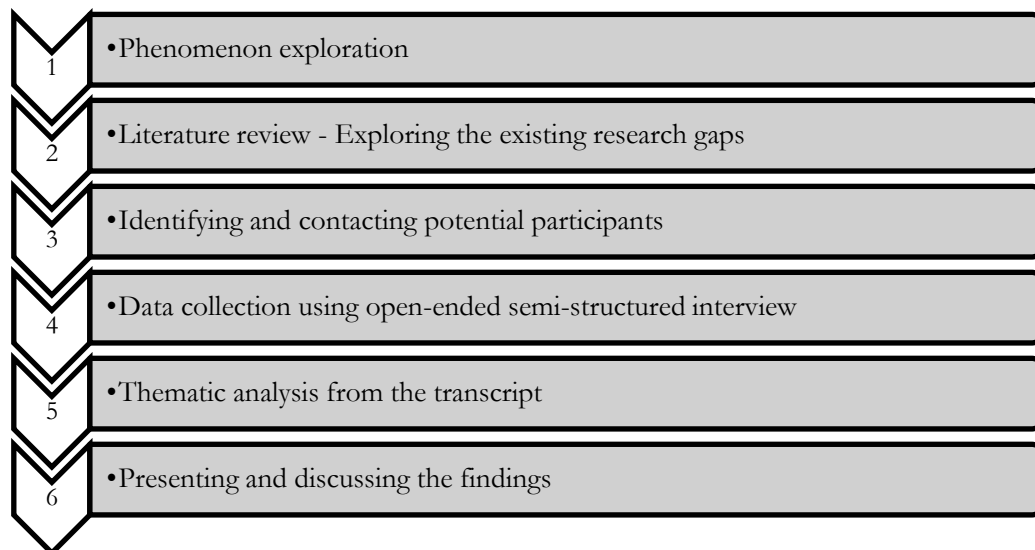 1
•Phenomenon exploration
2
•Literature review - Exploring the existing research gaps
3
•Identifying and contacting potential participants
4
•Data collection using open-ended semi-structured interview
5
•Thematic analysis from the transcript
6
•Presenting and discussing the findings